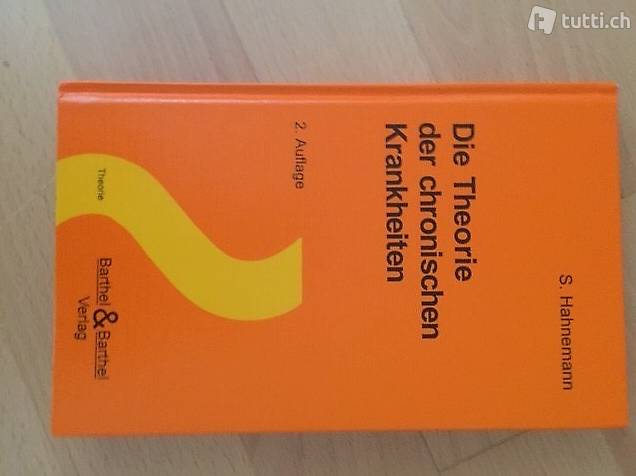 tutti.ch
S. Hahnemann
Die Theorie
der chronischen
Krankheiten
2. Auflage
Theorie
Barthel & Barthel
Verlag